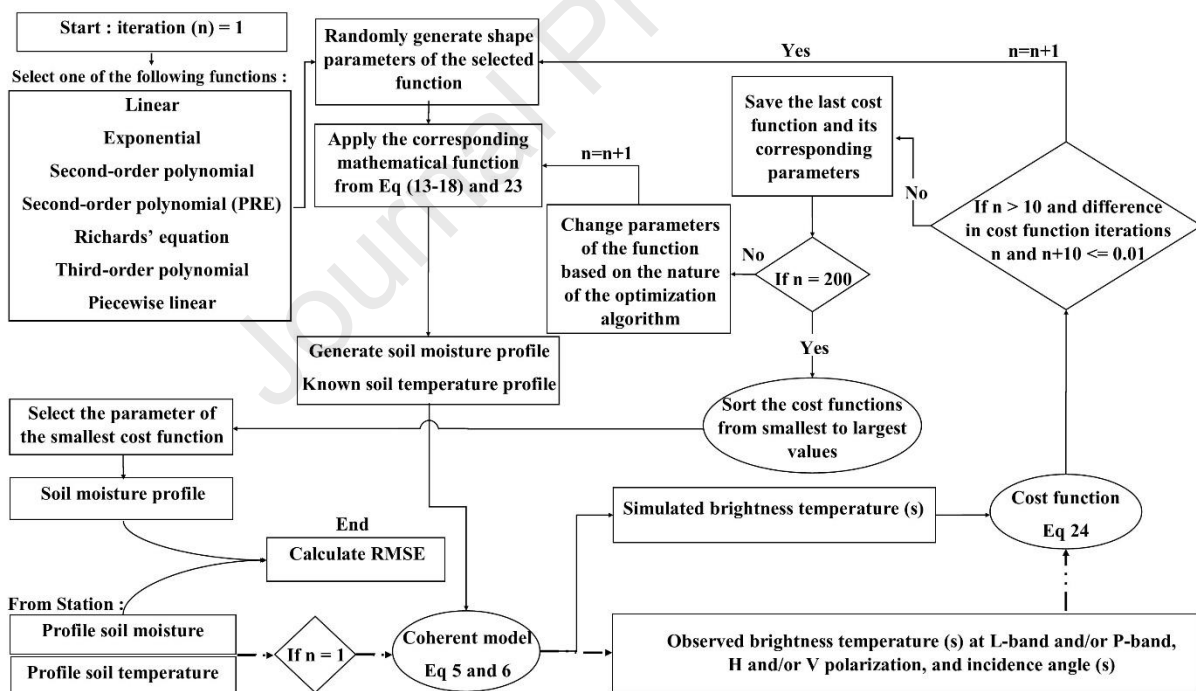 Start : iteration (n) = 1
Select one of the following functions :
Linear
Exponential
Second-order polynomial
Second-order polynomial (PRE)
Richards' equation
Third-order polynomial
Piecewise linear
Randomly generate shape
parameters of the selected
function
Apply the corresponding
mathematical function
from Eq (13-18) and 23
n=n+1
Change parameters
of the function
based on the nature
of the optimization
algorithm
Yes
n=n+1
Save the last cost
function and its
corresponding
parameters
No
If n > 10 and difference
in cost function iterations
n and n+10 <= 0.01
No
If n = 200
Yes
Sort the cost functions
from smallest to largest
values
Generate soil moisture profile
Known soil temperature profile
Select the parameter of
the smallest cost function
Soil moisture profile
End
Calculate RMSE
From Station :
Profile soil moisture
Profile soil temperature
If n = 1
Coherent model
Eq 5 and 6
Simulated brightness temperature (s)
Cost function
Eq 24
Observed brightness temperature (s) at L-band and/or P-band,
H and/or V polarization, and incidence angle (s)
Journal Pr